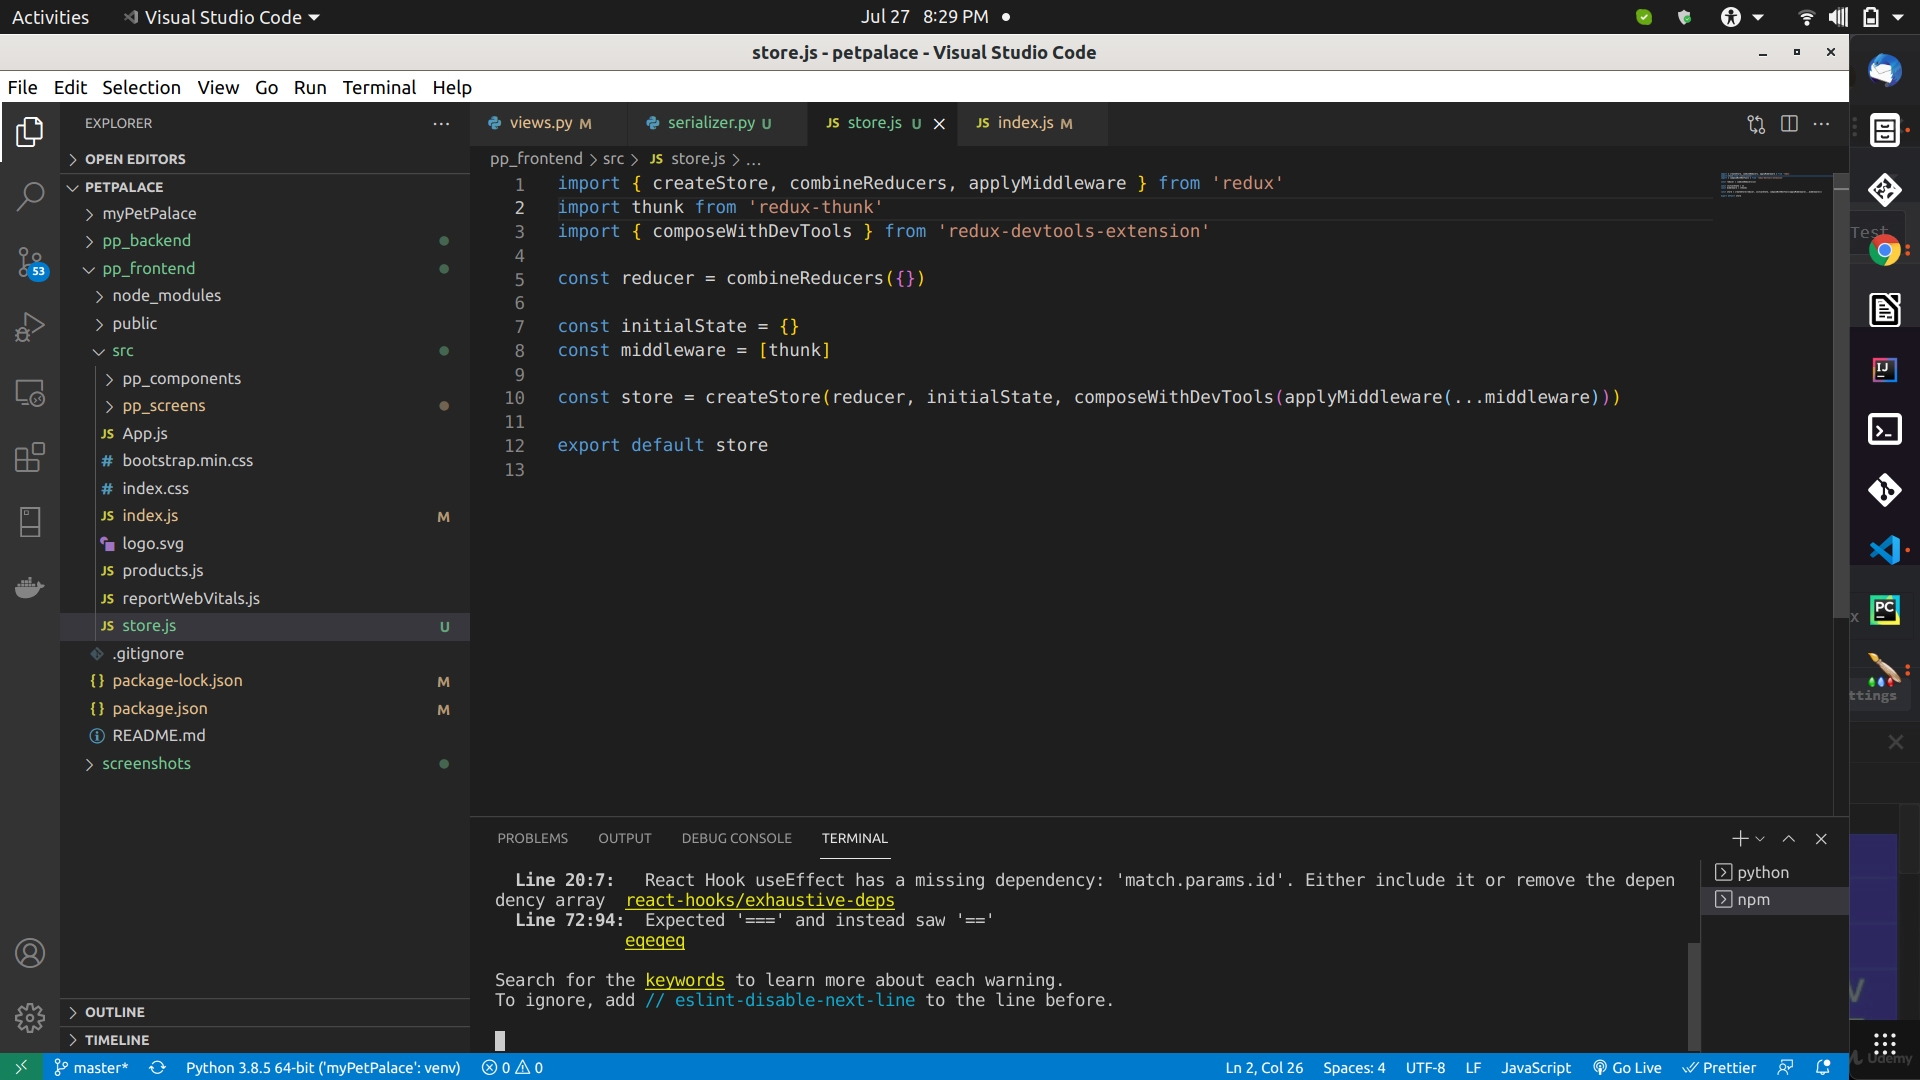 Activities
Visual Studio Code
Jul 27 8:29 PM
store.js - petpalace - Visual Studio Code
File Edit Selection View Go Run Terminal Help
EXPLORER
OPEN EDITORS
PETPALACE
myPetPalace
pp_backend
pp_frontend
node_modules
public
src
pp_components
pp_screens
JS App.js
# bootstrap.min.css
# index.css
JS index.js M
logo.svg
JS products.js
JS reportWebVitals.js
JS store.js U
.gitignore
{} package-lock.json M
{} package.json M
README.md
screenshots
OUTLINE
TIMELINE
53
views.py M
serializer.py U
JS store.js U
JS index.js M
pp_frontend > src > JS store.js > ...
1 import { createStore, combineReducers, applyMiddleware } from 'redux'
2 import thunk from 'redux-thunk'
3 import { composeWithDevTools } from 'redux-devtools-extension'
4
5 const reducer = combineReducers({})
6
7 const initialState = {}
8 const middleware = [thunk]
9
10 const store = createStore(reducer, initialState, composeWithDevTools(applyMiddleware(...middleware)))
11
12 export default store
13
PROBLEMS OUTPUT DEBUG CONSOLE TERMINAL
Line 20:7: React Hook useEffect has a missing dependency: 'match.params.id'. Either include it or remove the depen
dency array react-hooks/exhaustive-deps
Line 72:94: Expected '===' and instead saw '=='
eqeqeq
Search for the keywords to learn more about each warning.
To ignore, add // eslint-disable-next-line to the line before.
python
npm
master*
Python 3.8.5 64-bit ('myPetPalace': venv)
0 0
Ln 2, Col 26
Spaces: 4
UTF-8
LF
JavaScript
Go Live
Prettier
Test
IJ
PC
x
ttings
Udemy